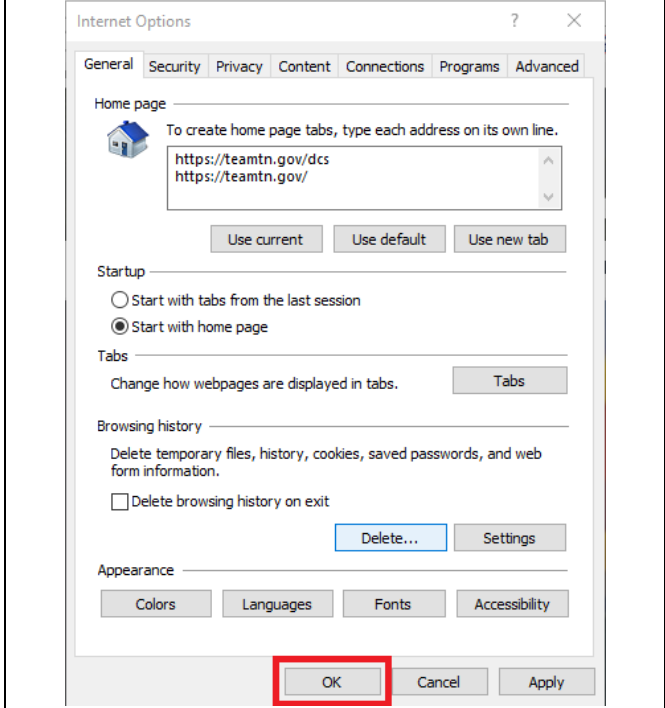 Internet Options ?
General Security Privacy Content Connections Programs Advanced
Home page
To create home page tabs, type each address on its own line.
https://teamtn.gov/dcs
https://teamtn.gov/
Use current Use default Use new tab
Startup
Start with tabs from the last session
Start with home page
Tabs
Change how webpages are displayed in tabs. Tabs
Browsing history
Delete temporary files, history, cookies, saved passwords, and web
form information.
Delete browsing history on exit
Delete... Settings
Appearance
Colors Languages Fonts Accessibility
OK Cancel Apply